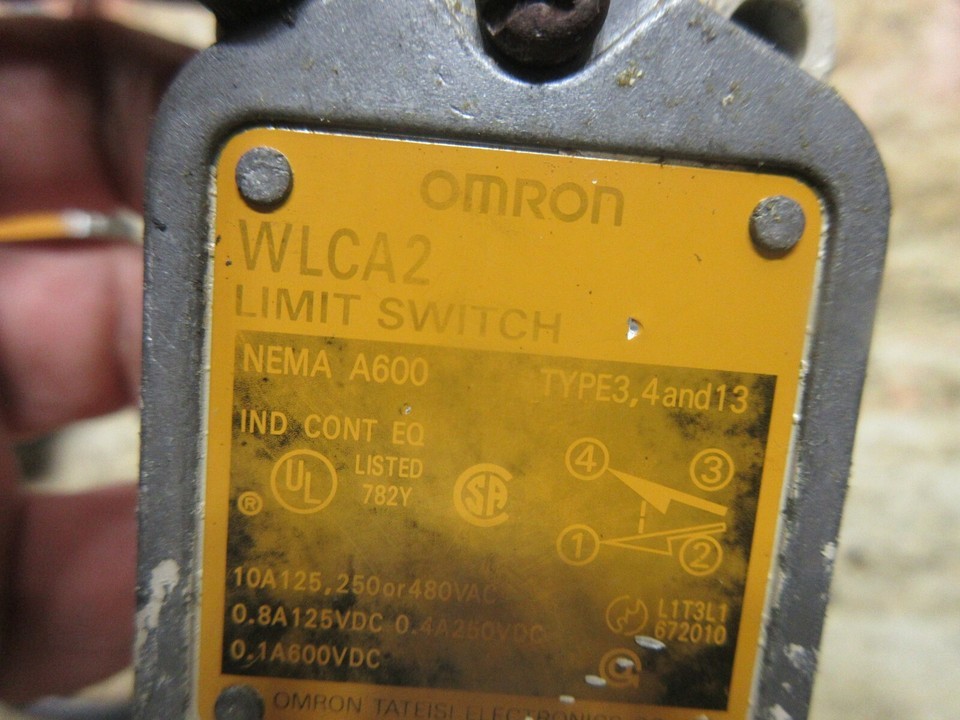 OMRON
WLCA2
LIMIT SWITCH
NEMA A600 TYPE3,4and13
IND CONT EQ
® UL LISTED
782Y
SA
④ ③
① ②
10A125,250or480VAC
0.8A125VDC 0.4A250VDC
0.1A600VDC
L1T3L1
672010
OMRON TATEISI ELECTRONICS